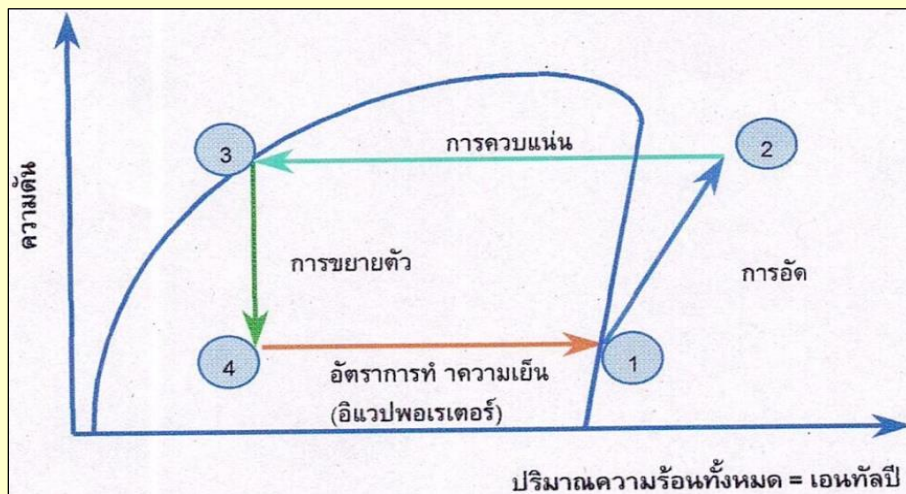 ความดัน
3
การควบแน่น
2
การขยายตัว
การอัด
4
อัตราการทํ าความเย็น
(อิแวปพอเรเตอร์)
1
ปริมาณความร้อนทั้งหมด = เอนทัลปี